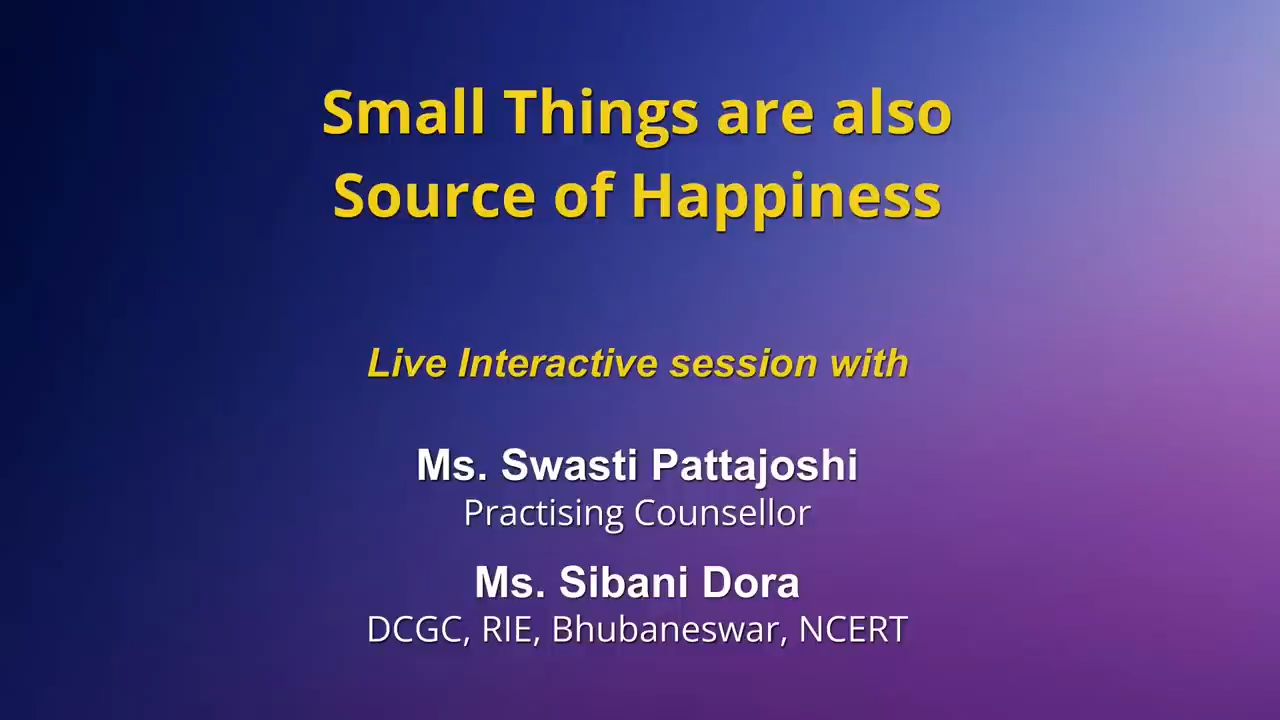 Small Things are also
Source of Happiness
Live Interactive session with
Ms. Swasti Pattajoshi
Practising Counsellor
Ms. Sibani Dora
DCGC, RIE, Bhubaneswar, NCERT